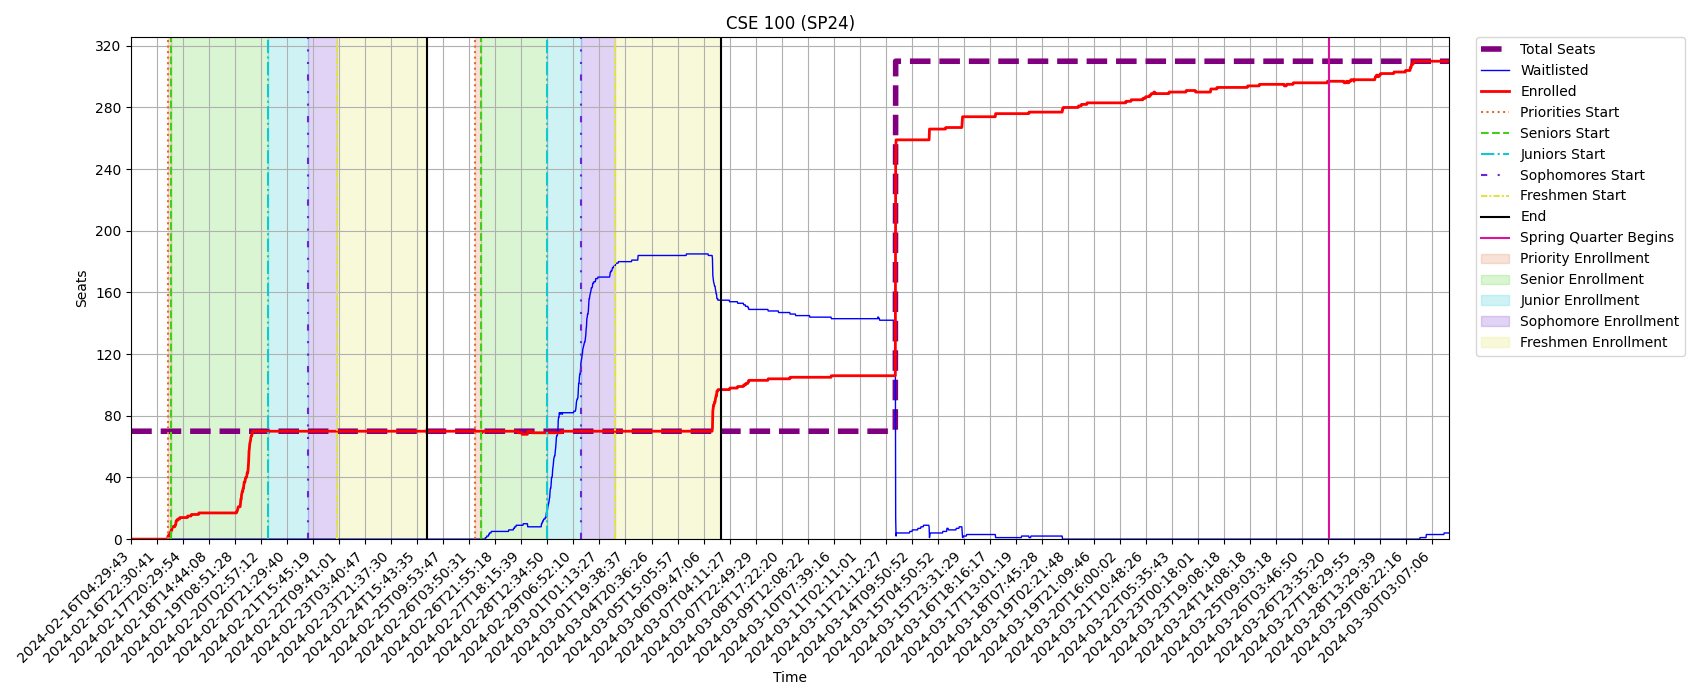 CSE 100 (SP24)
320
280
240
200
160
120
80
40
0
Seats
2024-02-16T04:29:43
2024-02-16T22:30:41
2024-02-17T20:29:54
2024-02-18T14:44:08
2024-02-19T08:51:28
2024-02-20T02:57:12
2024-02-20T21:29:40
2024-02-21T15:45:19
2024-02-22T09:41:01
2024-02-23T03:40:47
2024-02-23T21:37:30
2024-02-24T15:43:35
2024-02-25T09:53:47
2024-02-26T03:50:31
2024-02-26T21:55:18
2024-02-27T18:15:39
2024-02-28T12:34:50
2024-02-29T06:52:10
2024-03-01T01:13:27
2024-03-01T19:38:37
2024-03-04T20:36:26
2024-03-05T15:05:57
2024-03-06T09:47:06
2024-03-07T04:11:27
2024-03-07T22:49:29
2024-03-08T17:22:20
2024-03-09T12:08:22
2024-03-10T07:39:16
2024-03-11T02:11:01
2024-03-11T21:12:27
2024-03-14T09:50:52
2024-03-15T04:50:52
2024-03-15T23:31:29
2024-03-16T18:16:17
2024-03-17T13:01:19
2024-03-18T07:45:28
2024-03-19T02:21:48
2024-03-19T21:09:46
2024-03-20T16:00:02
2024-03-21T10:48:26
2024-03-22T05:35:43
2024-03-23T00:18:01
2024-03-23T19:08:18
2024-03-24T14:08:18
2024-03-25T09:03:18
2024-03-26T03:46:50
2024-03-26T23:35:20
2024-03-27T18:29:55
2024-03-28T13:29:39
2024-03-29T08:22:16
2024-03-30T03:07:06
Time
Total Seats
Waitlisted
Enrolled
Priorities Start
Seniors Start
Juniors Start
Sophomores Start
Freshmen Start
End
Spring Quarter Begins
Priority Enrollment
Senior Enrollment
Junior Enrollment
Sophomore Enrollment
Freshmen Enrollment